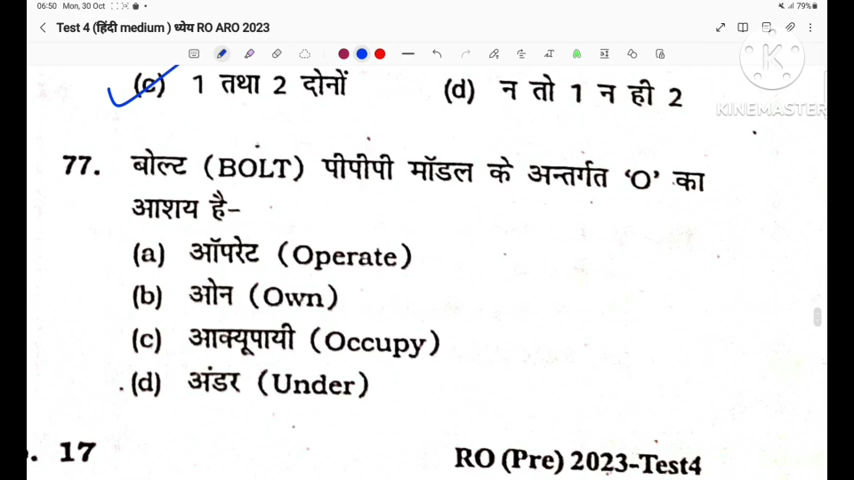 06:50 Mon, 30 Oct
79%
Test 4 (हिंदी medium ) ध्येय RO ARO 2023
(c) 1 तथा 2 दोनों (d) न तो 1 न ही 2
KINEMASTER
77. बोल्ट (BOLT) पीपीपी मॉडल के अन्तर्गत ‘O’ का
आशय है-
(a) ऑपरेट (Operate)
(b) ओन (Own)
(c) आक्यूपायी (Occupy)
(d) अंडर (Under)
. 17
RO (Pre) 2023-Test4